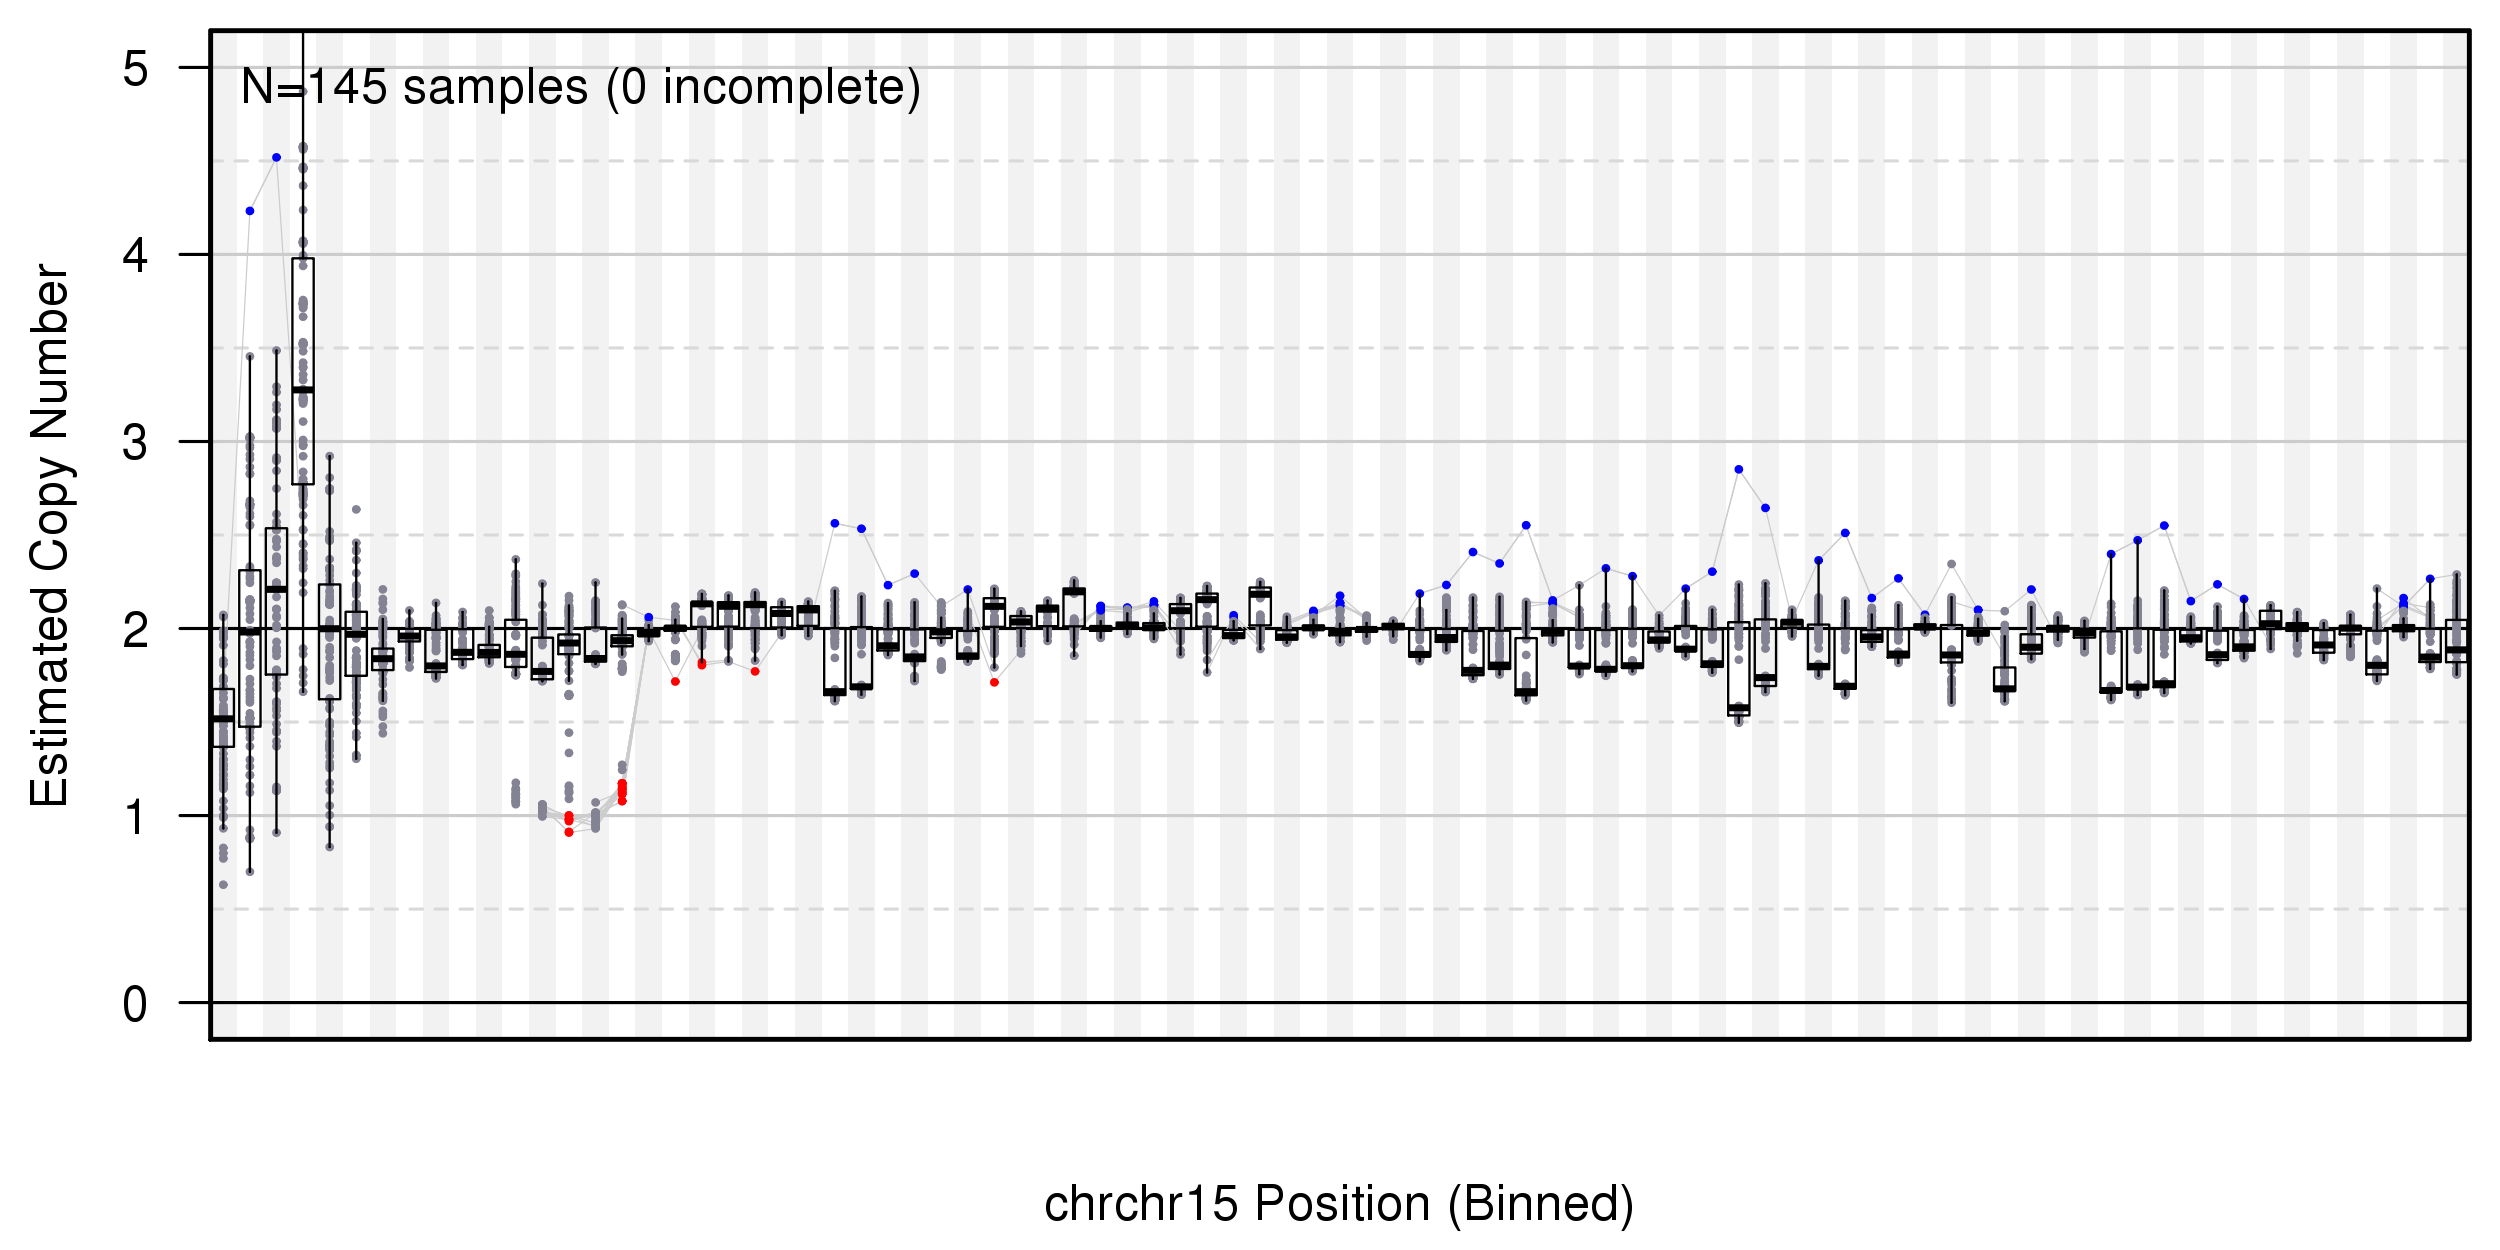 N=145 samples (0 incomplete)
5
4
3
2
1
0
Estimated Copy Number
chrchr15 Position (Binned)